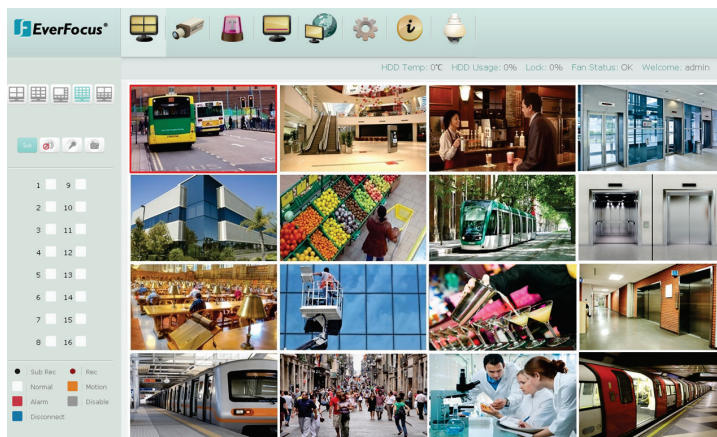 EverFocus®
HDD Temp: 0℃ HDD Usage: 0% Lock: 0% Fan Status: OK Welcome: admin
Sub
1 9
2 10
3 11
4 12
5 13
6 14
7 15
8 16
Sub Rec Rec
Normal Motion
Alarm Disable
Disconnect